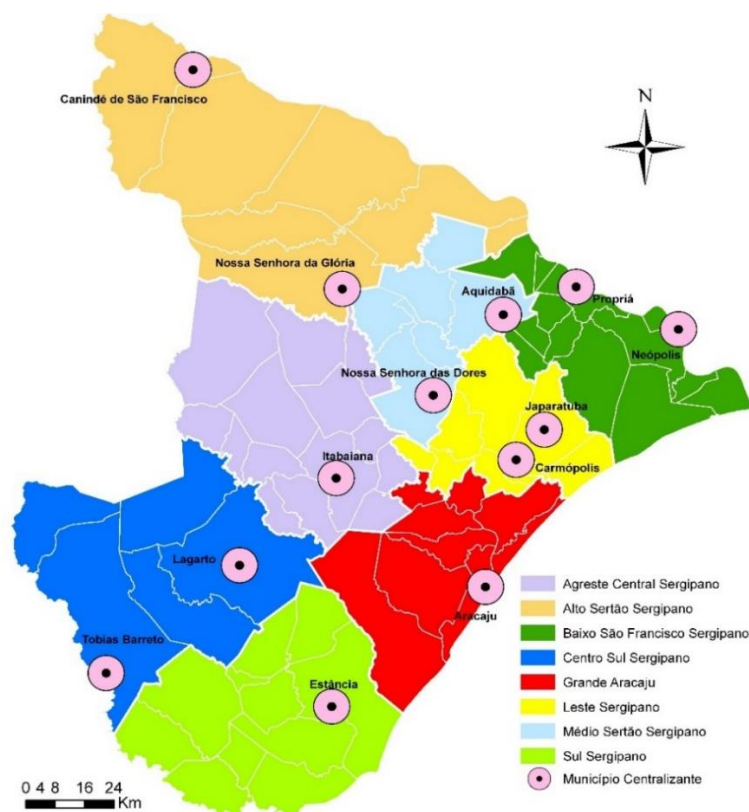 Canindé de São Francisco
N
Nossa Senhora da Glória
Aquidabã
Propriá
Neópolis
Nossa Senhora das Dores
Japaratuba
Carmópolis
Itabaiana
Lagarto
Aracaju
Tobias Barreto
Estância
Agreste Central Sergipano
Alto Sertão Sergipano
Baixo São Francisco Sergipano
Centro Sul Sergipano
Grande Aracaju
Leste Sergipano
Médio Sertão Sergipano
Sul Sergipano
Município Centralizante
0 4 8 16 24
Km